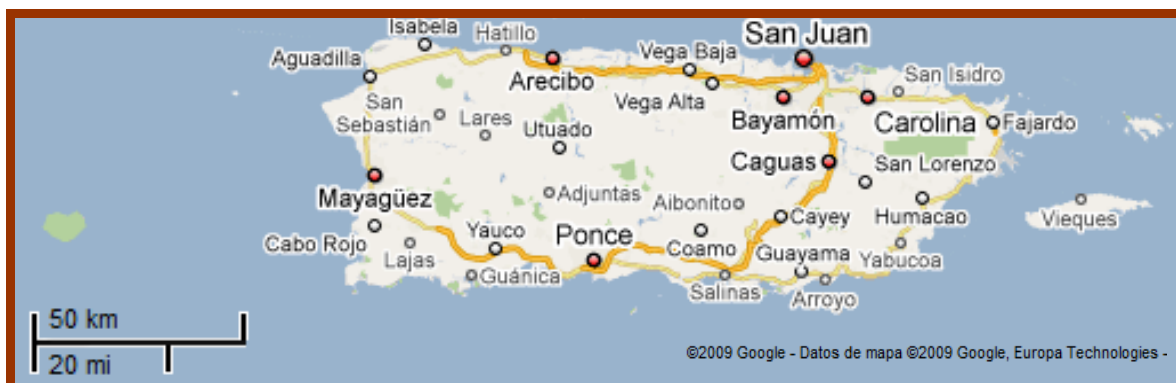 Isabela
Hatillo
San Juan
Aguadilla
Vega Baja
San Isidro
Arecibo
San
Sebastián
Lares
Vega Alta
Utuado
Bayamón
Carolina
Fajardo
Caguas
San Lorenzo
Mayagüez
Adjuntas
Aibonito
Cayey
Humacao
Vieques
Cabo Rojo
Yauco
Ponce
Coamo
Guayama
Yabucoa
Lajas
Guánica
Salinas
Arroyo
50 km
20 mi
©2009 Google - Datos de mapa ©2009 Google, Europa Technologies -